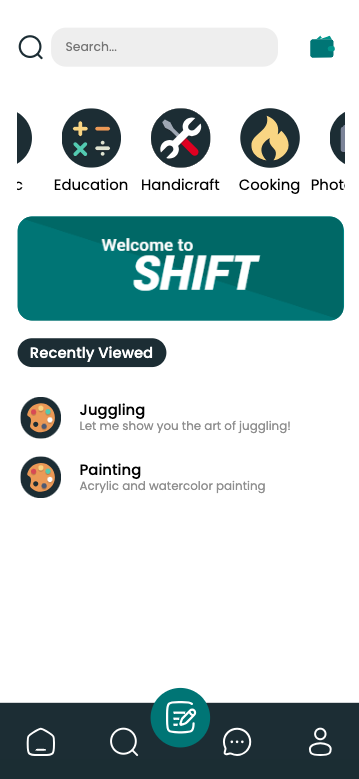 Search...
c
Education
Handicraft
Cooking
Photo
Welcome to
SHIFT
Recently Viewed
Juggling
Let me show you the art of juggling!
Painting
Acrylic and watercolor painting